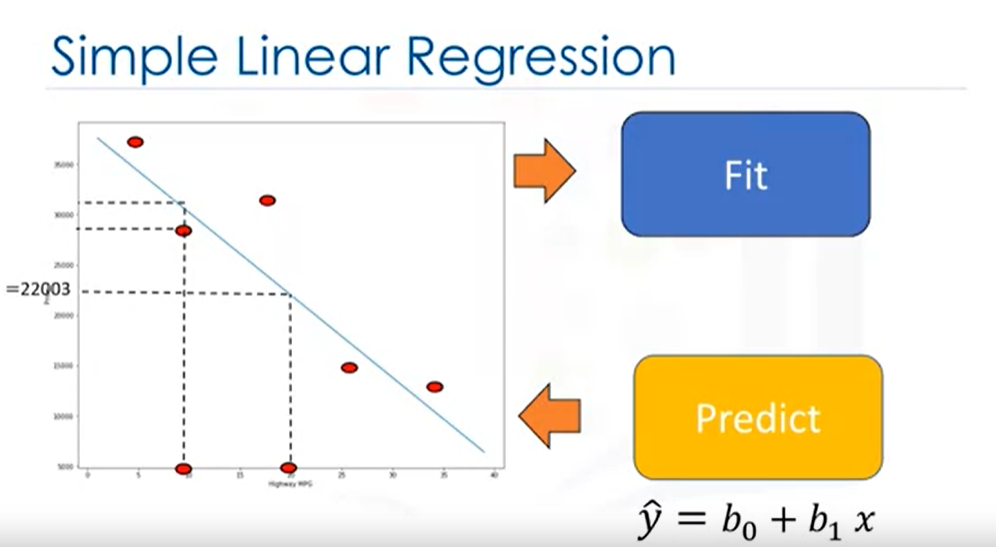 Simple Linear Regression
Fit
35000
30000
25000
=22003
20000
15000
10000
5000
0 5 10 15 20 25 30 35 40
Highway MPG
Predict
ŷ = b₀ + b₁ x